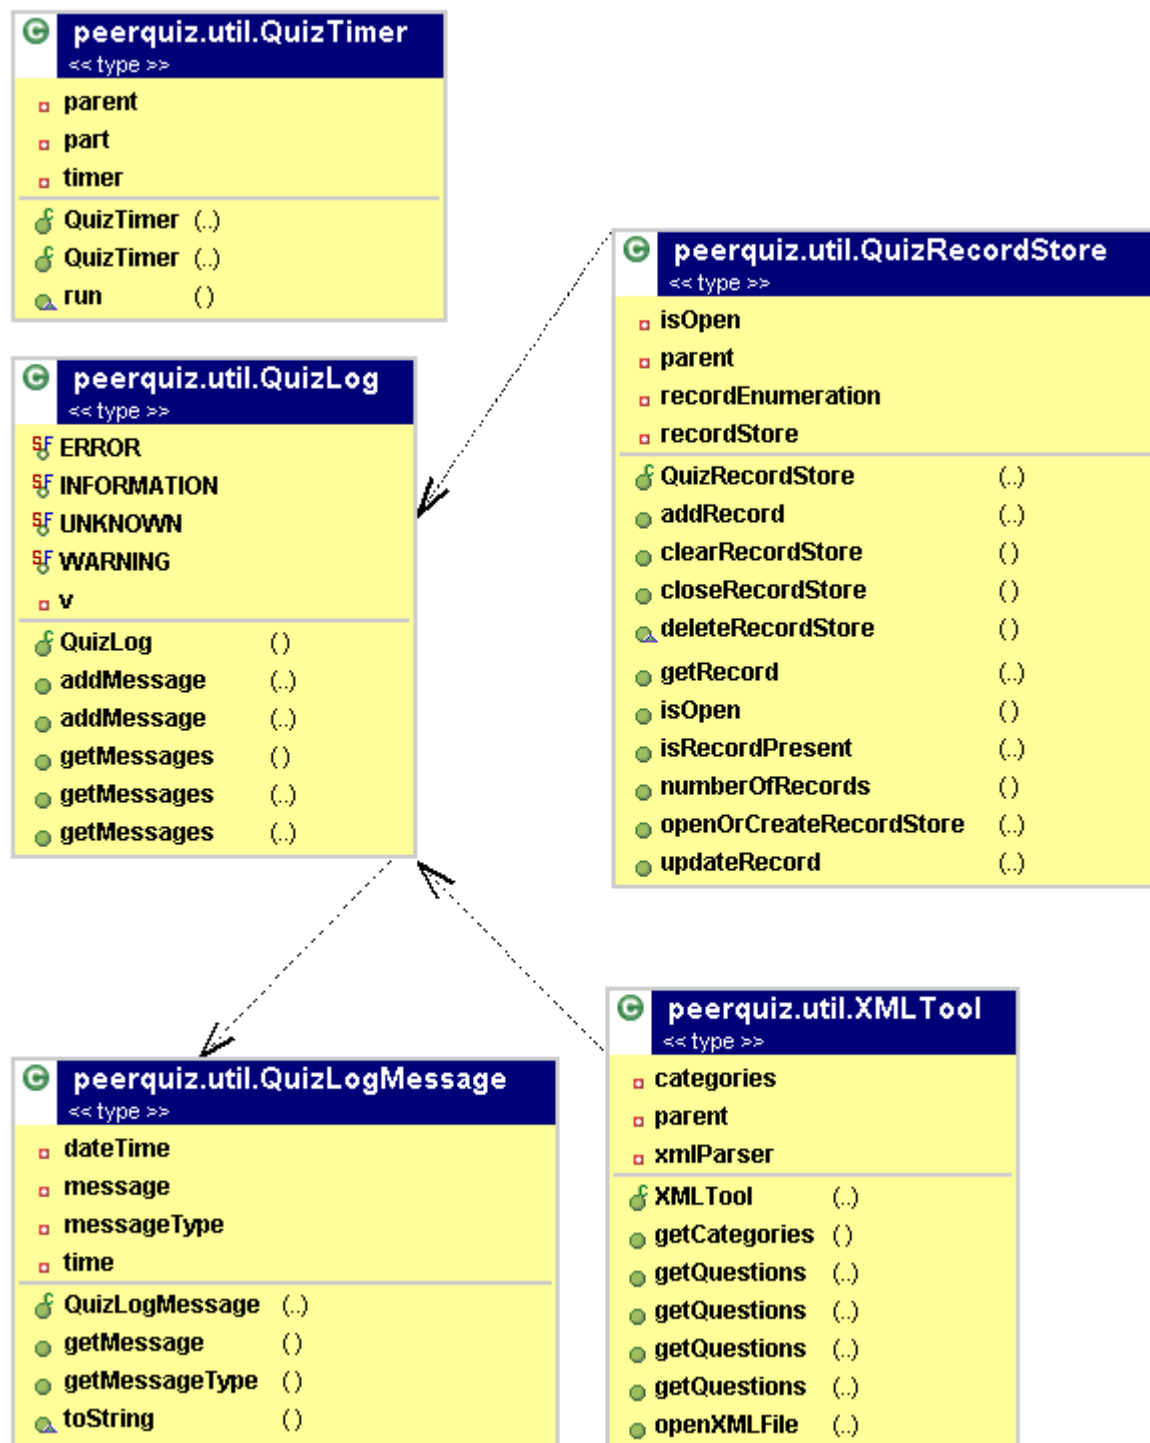 peerquiz.util.QuizTimer
<< type >>
parent
part
timer
QuizTimer (..)
QuizTimer (..)
run ()
peerquiz.util.QuizRecordStore
<< type >>
isOpen
parent
recordEnumeration
recordStore
QuizRecordStore (..)
addRecord (..)
clearRecordStore ()
closeRecordStore ()
deleteRecordStore ()
getRecord (..)
isOpen ()
isRecordPresent (..)
numberOfRecords ()
openOrCreateRecordStore (..)
updateRecord (..)
peerquiz.util.QuizLog
<< type >>
ERROR
INFORMATION
UNKNOWN
WARNING
v
QuizLog ()
addMessage (..)
addMessage (..)
getMessages ()
getMessages (..)
getMessages (..)
peerquiz.util.QuizLogMessage
<< type >>
dateTime
message
messageType
time
QuizLogMessage (..)
getMessage ()
getMessageType ()
toString ()
peerquiz.util.XMLTool
<< type >>
categories
parent
xmlParser
XMLTool (..)
getCategories ()
getQuestions (..)
getQuestions (..)
getQuestions (..)
getQuestions (..)
openXMLFile (..)